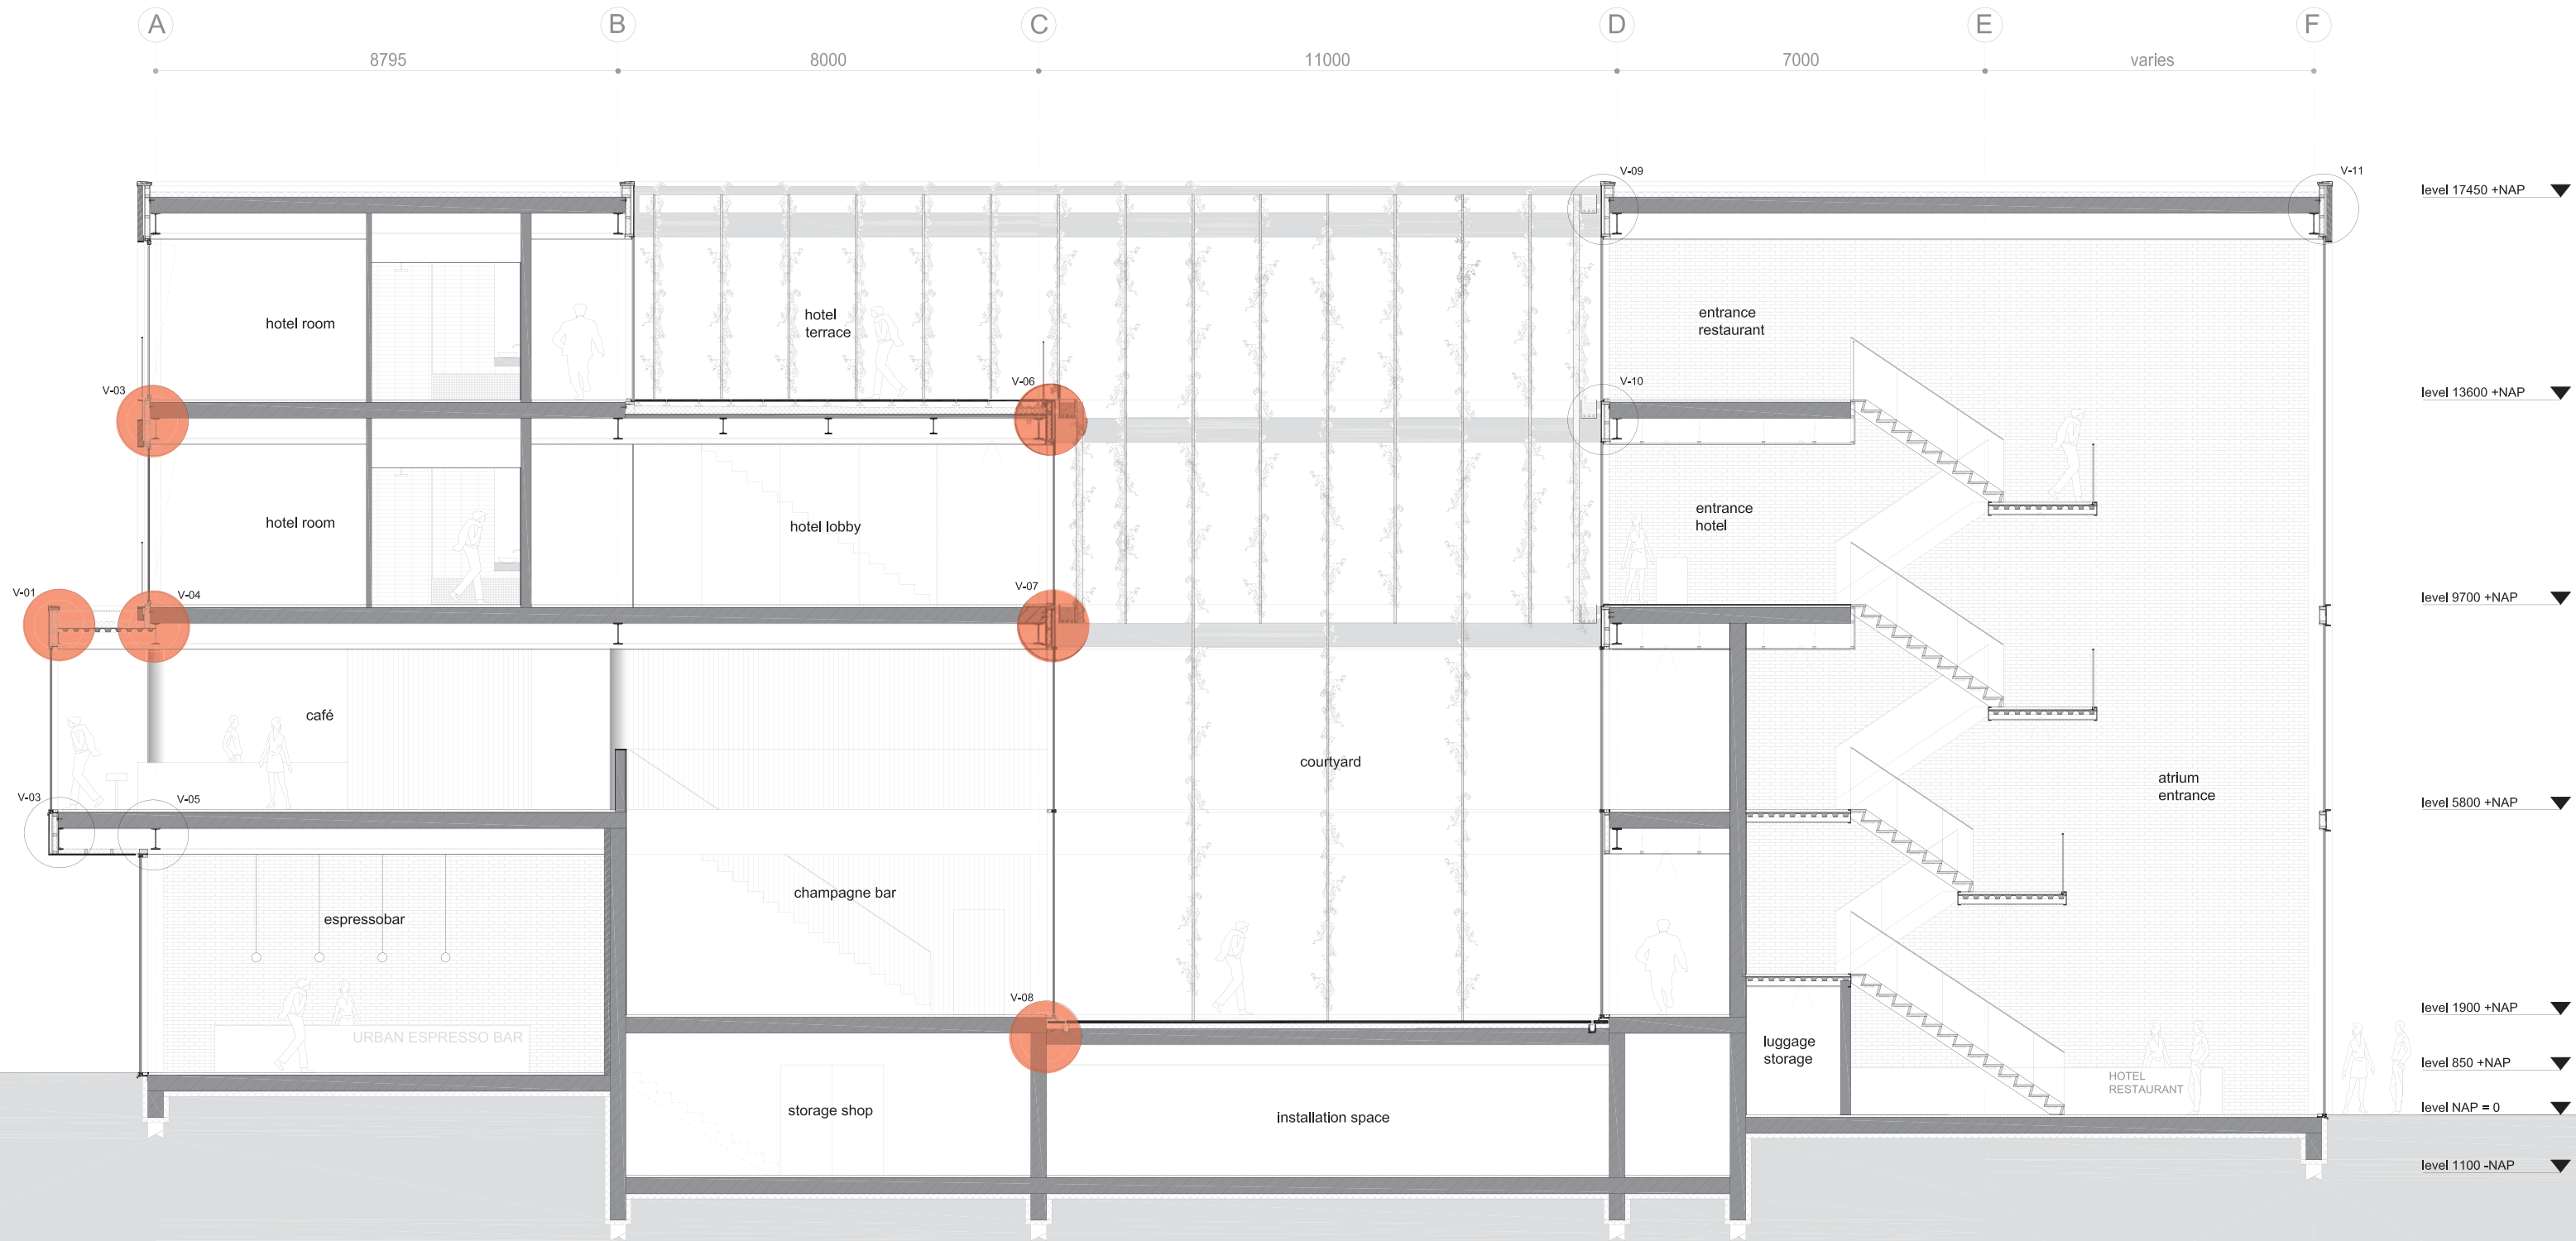 A B C D E F
8795 8000 11000 7000 varies
V-09 V-11
level 17450 +NAP
hotel room
hotel
terrace
entrance
restaurant
V-03 V-06 V-10
level 13600 +NAP
hotel room
hotel lobby
entrance
hotel
V-01 V-04 V-07
level 9700 +NAP
café
courtyard
atrium
entrance
V-03 V-05
level 5800 +NAP
champagne bar
espressobar
V-08
level 1900 +NAP
URBAN ESPRESSO BAR
luggage
storage
level 850 +NAP
HOTEL
RESTAURANT
storage shop
installation space
level NAP = 0
level 1100 -NAP